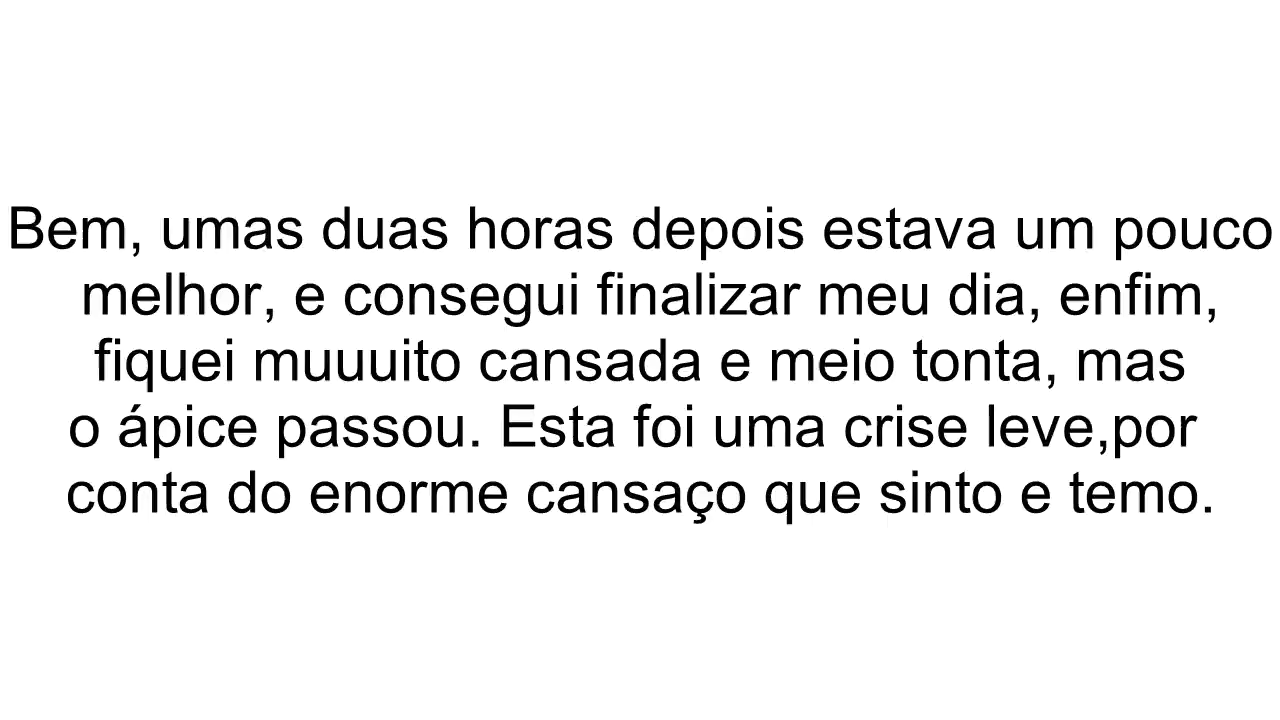 Bem, umas duas horas depois estava um pouco
melhor, e consegui finalizar meu dia, enfim,
fiquei muuuito cansada e meio tonta, mas
o ápice passou. Esta foi uma crise leve,por
conta do enorme cansaço que sinto e temo.